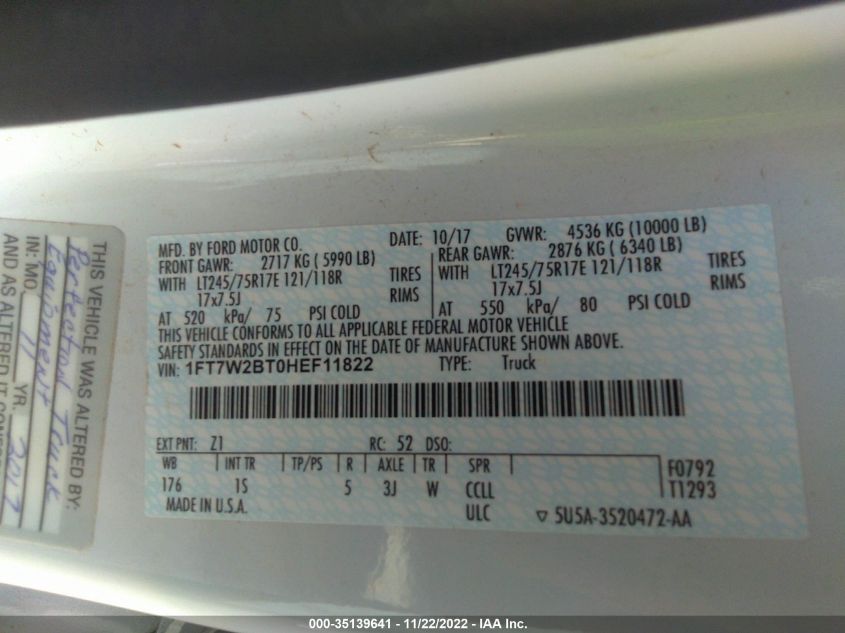 MFD. BY FORD MOTOR CO.
DATE: 10/17 GVWR: 4536 KG (10000 LB)
FRONT GAWR: 2717 KG ( 5990 LB)
REAR GAWR: 2876 KG ( 6340 LB)
WITH LT245/75R17E 121/118R TIRES
17x7.5J RIMS
AT 520 kPa/ 75 PSI COLD
WITH LT245/75R17E 121/118R TIRES
17x7.5J RIMS
AT 550 kPa/ 80 PSI COLD
THIS VEHICLE CONFORMS TO ALL APPLICABLE FEDERAL MOTOR VEHICLE
SAFETY STANDARDS IN EFFECT ON THE DATE OF MANUFACTURE SHOWN ABOVE.
VIN: 1FT7W2BT0HEF11822 TYPE: Truck
EXT PNT: Z1 RC: 52 DSO:
WB INT TR TP/PS R AXLE TR SPR
176 1S 5 3J W CCLL
F0792
T1293
MADE IN U.S.A. ULC ▽ 5U5A-3520472-AA
THIS VEHICLE WAS ALTERED BY:
Perfection Truck
Equipment
IN: MO. 11 YR. 2017
AND AS ALTERED IT
000-35139641 - 11/22/2022 - IAA Inc.